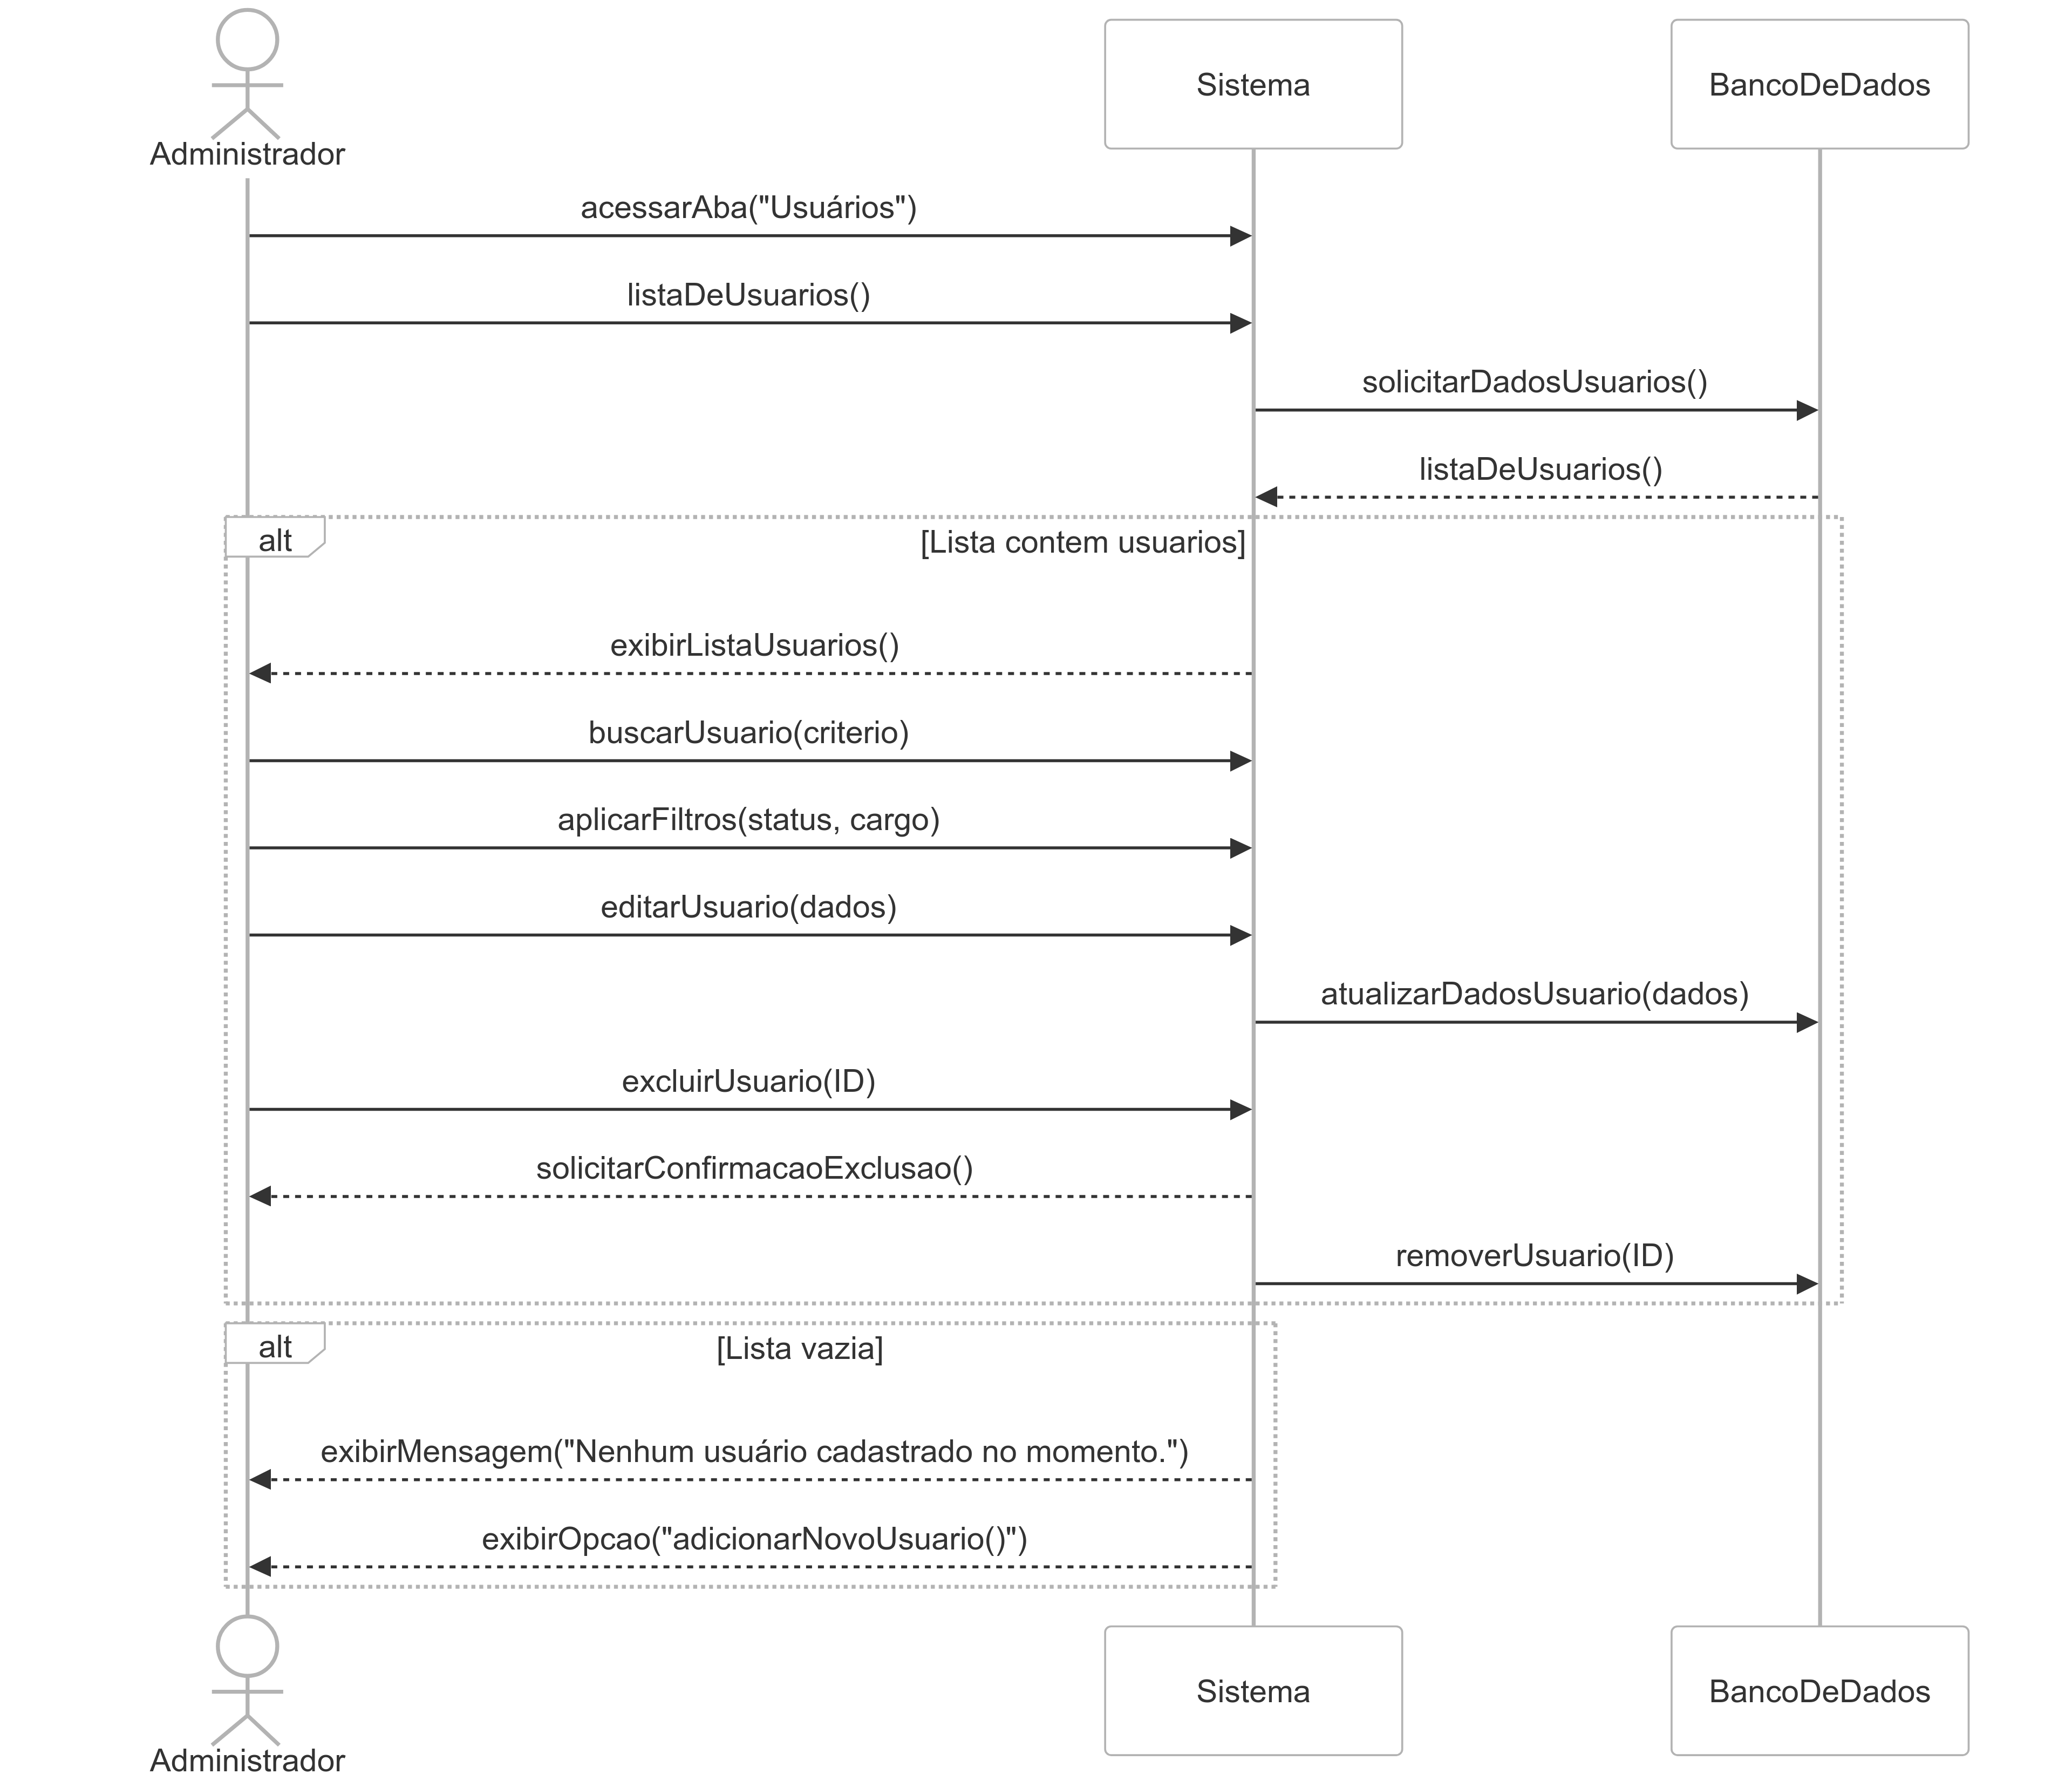 Administrador
Sistema
BancoDeDados
acessarAba("Usuários")
listaDeUsuarios()
solicitarDadosUsuarios()
listaDeUsuarios()
alt
[Lista contem usuarios]
exibirListaUsuarios()
buscarUsuario(criterio)
aplicarFiltros(status, cargo)
editarUsuario(dados)
atualizarDadosUsuario(dados)
excluirUsuario(ID)
solicitarConfirmacaoExclusao()
removerUsuario(ID)
alt
[Lista vazia]
exibirMensagem("Nenhum usuário cadastrado no momento.")
exibirOpcao("adicionarNovoUsuario()")
Administrador
Sistema
BancoDeDados